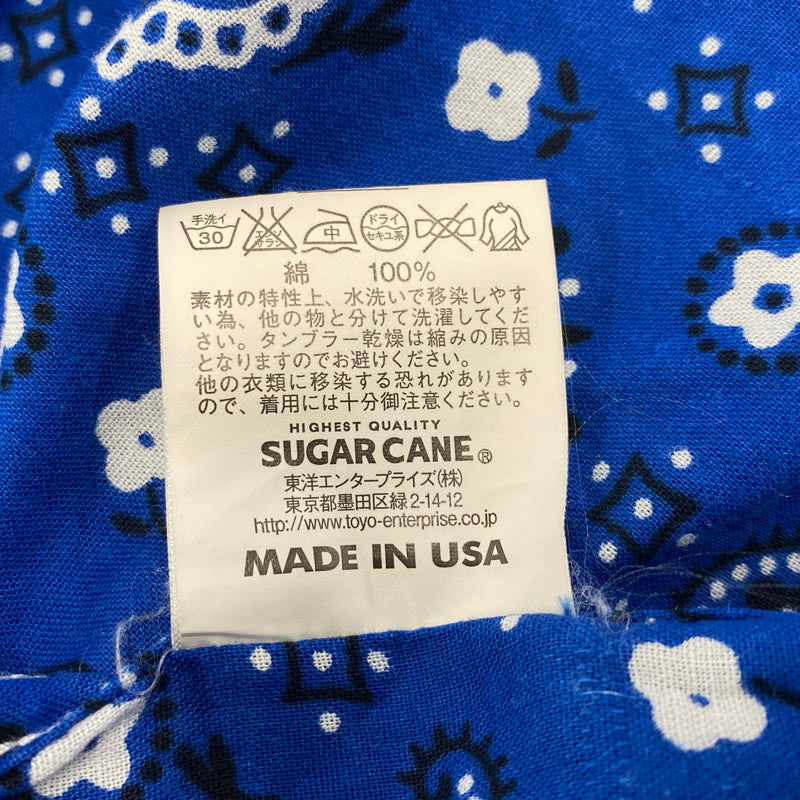 手洗イ 30 エンソ サラシ 中 ドライ セキユ系
綿 100%
素材の特性上、水洗いで移染しやす
い為、他の物と分けて洗濯してくだ
さい。タンブラー乾燥は縮みの原因
となりますのでお避けください。
他の衣類に移染する恐れがあります
ので、着用には十分御注意ください。
HIGHEST QUALITY
SUGAR CANE®
東洋エンタープライズ(株)
東京都墨田区緑2-14-12
http://www.toyo-enterprise.co.jp
MADE IN USA